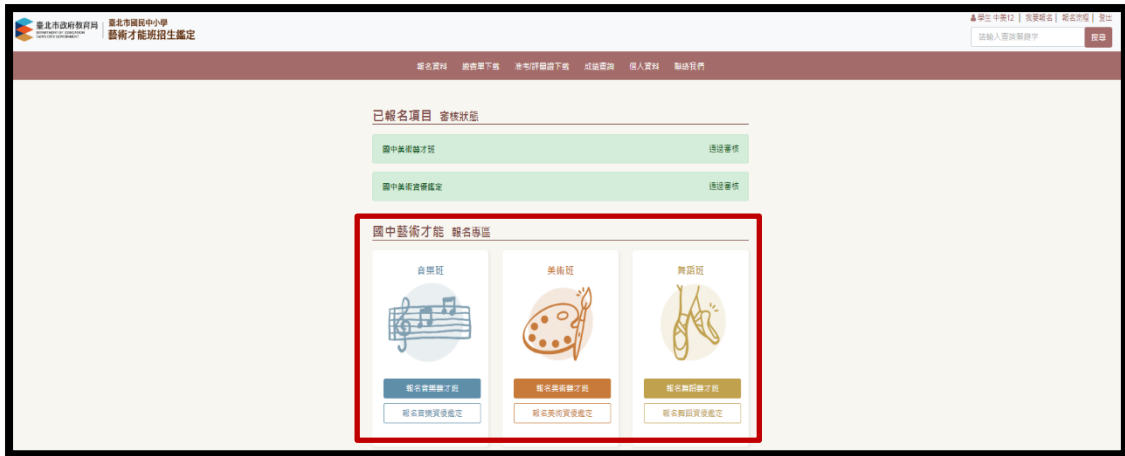 臺北市政府教育局
臺北市國民中小學
藝術才能班招生鑑定
學生 中美12 | 我要報名 | 報名流程 | 登出
請輸入查詢關鍵字
搜尋
報名資料 繳費單下載 准考/評量證下載 成績查詢 個人資料 聯絡我們
已報名項目 審核狀態
國中美術藝才班 通過審核
國中美術資優鑑定 通過審核
國中藝術才能 報名專區
音樂班 美術班 舞蹈班
報名音樂藝才班 報名美術藝才班 報名舞蹈藝才班
報名音樂資優鑑定 報名美術資優鑑定 報名舞蹈資優鑑定